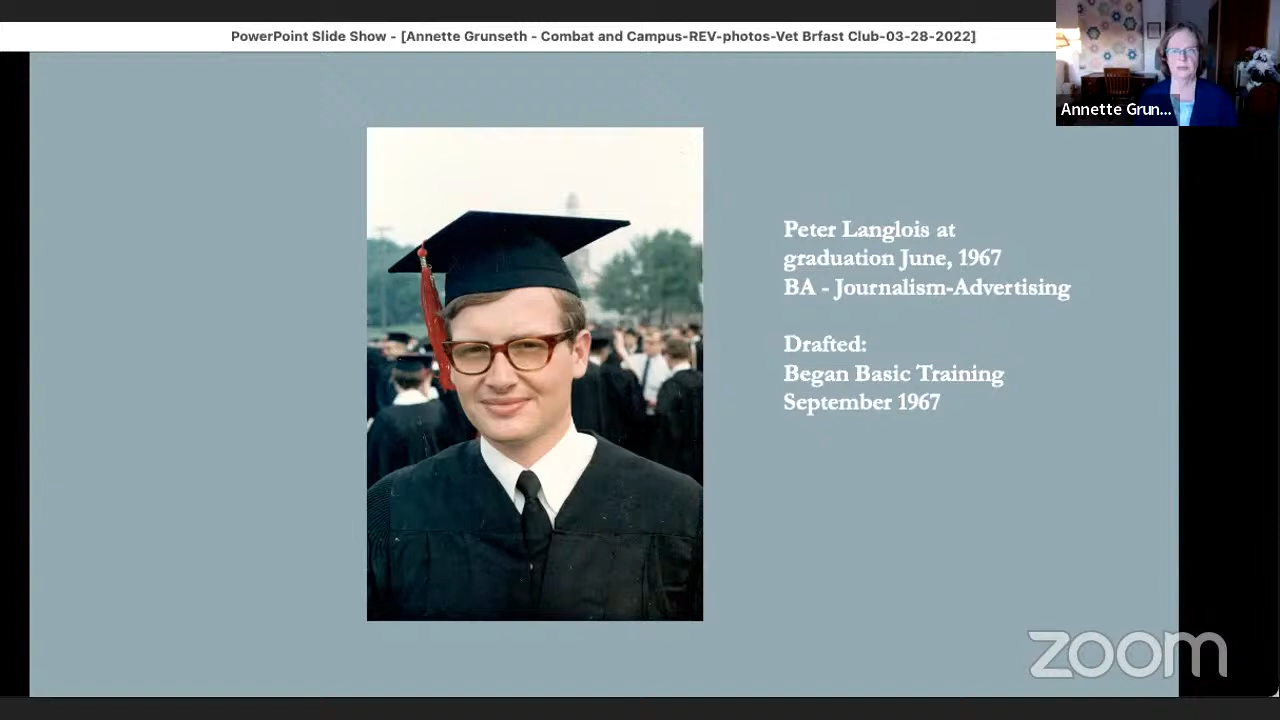 PowerPoint Slide Show - [Annette Grunseth - Combat and Campus-REV-photos-Vet Brfast Club-03-28-2022]
Annette Grun...
Peter Langlois at
graduation June, 1967
BA - Journalism-Advertising
Drafted:
Began Basic Training
September 1967
zoom